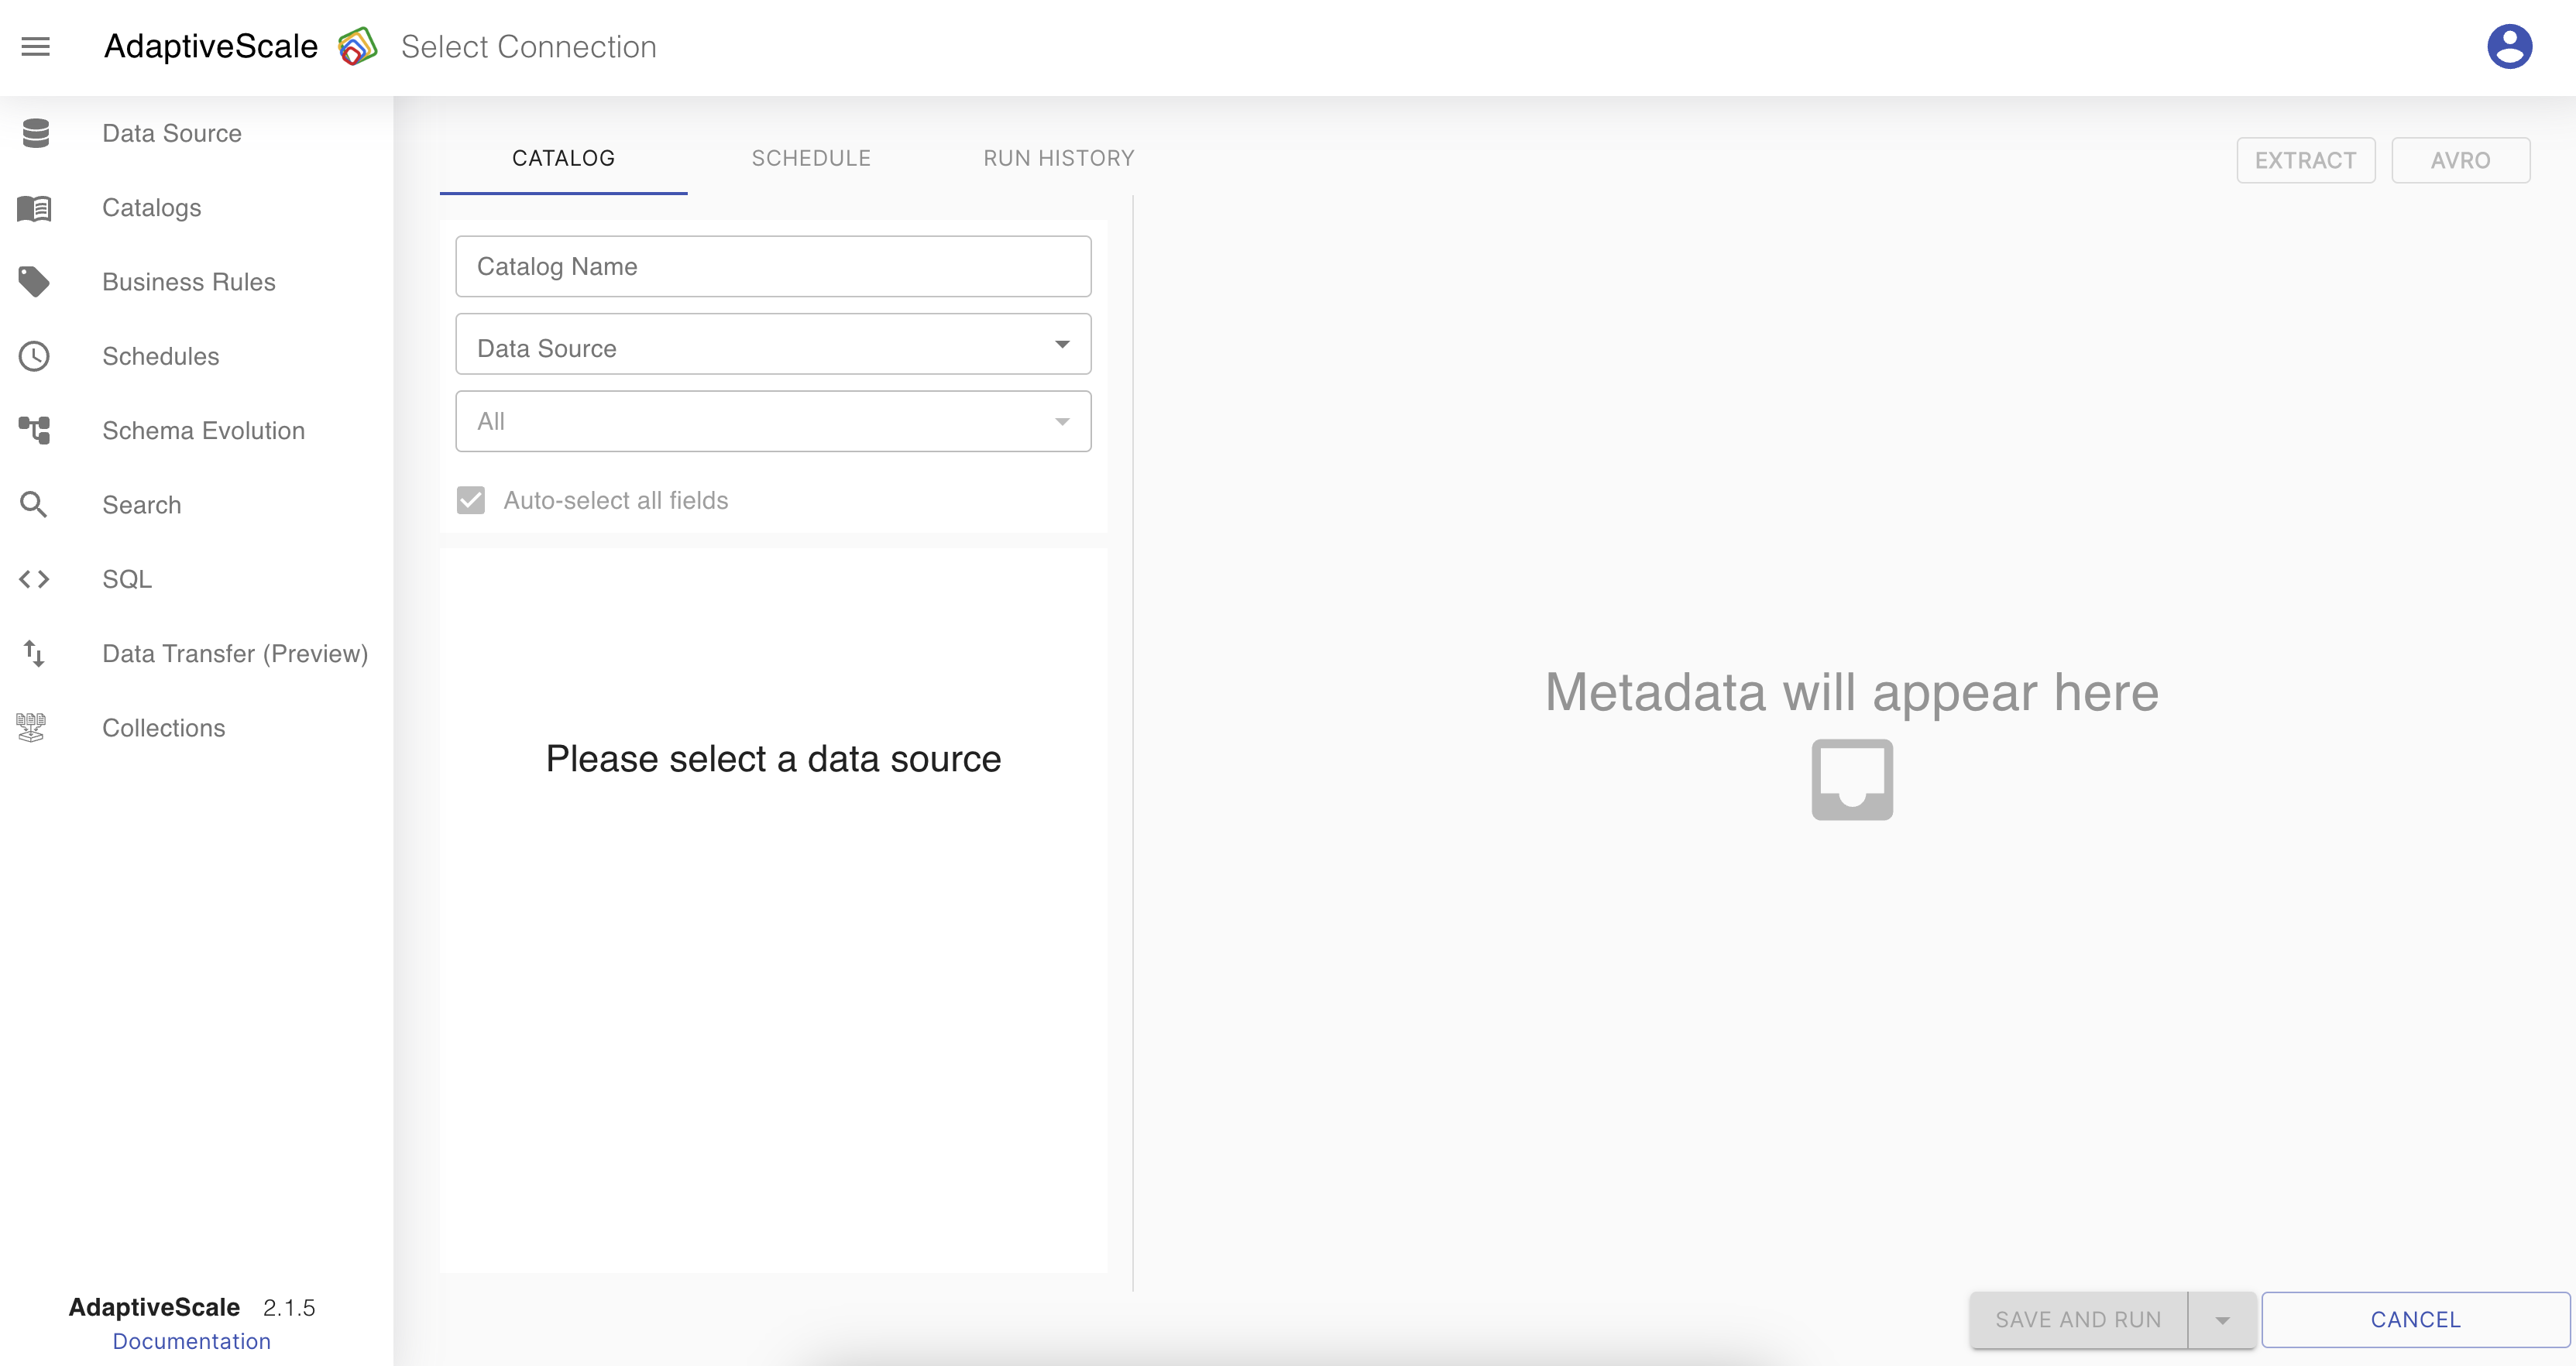 AdaptiveScale Select Connection
Data Source
Catalogs
Business Rules
Schedules
Schema Evolution
Search
SQL
Data Transfer (Preview)
Collections
AdaptiveScale 2.1.5
Documentation
CATALOG SCHEDULE RUN HISTORY
EXTRACT AVRO
Catalog Name
Data Source
All
Auto-select all fields
Please select a data source
Metadata will appear here
SAVE AND RUN CANCEL